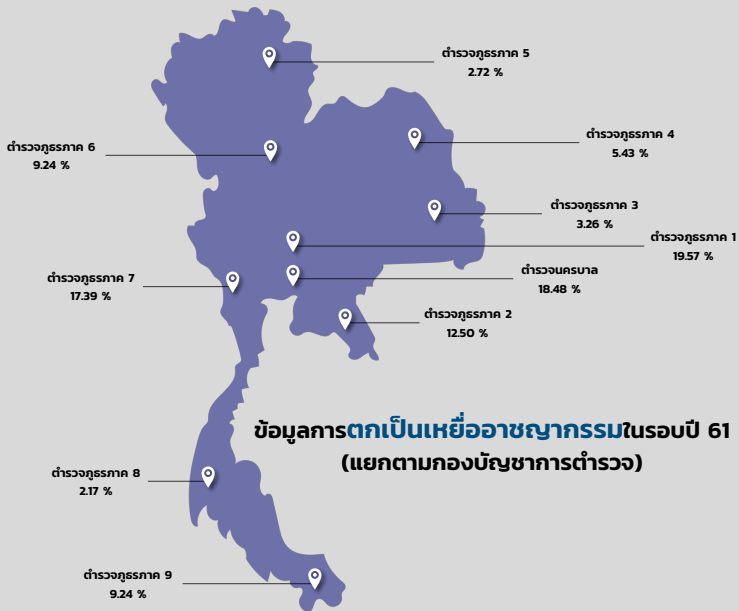 ตำรวจภูธรภาค 5
2.72 %
ตำรวจภูธรภาค 4
5.43 %
ตำรวจภูธรภาค 6
9.24 %
ตำรวจภูธรภาค 3
3.26 %
ตำรวจภูธรภาค 1
19.57 %
ตำรวจภูธรภาค 7
17.39 %
ตำรวจนครบาล
18.48 %
ตำรวจภูธรภาค 2
12.50 %
ข้อมูลการตกเป็นเหยื่ออาชญากรรมในรอบปี 61
(แยกตามกองบัญชาการตำรวจ)
ตำรวจภูธรภาค 8
2.17 %
ตำรวจภูธรภาค 9
9.24 %